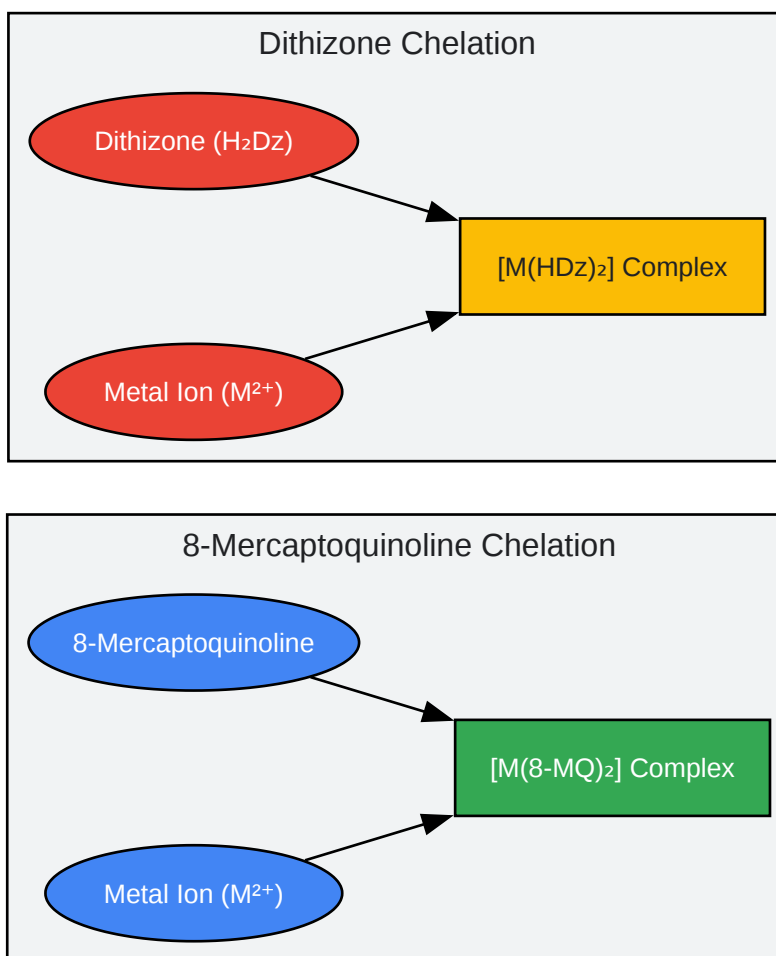 Dithizone Chelation
Dithizone (H₂Dz)
[M(HDz)₂] Complex
Metal Ion (M²⁺)
8-Mercaptoquinoline Chelation
8-Mercaptoquinoline
[M(8-MQ)₂] Complex
Metal Ion (M²⁺)